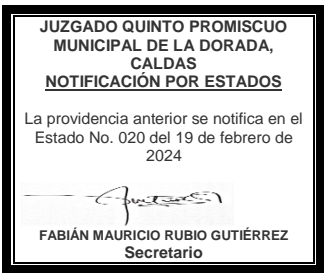 JUZGADO QUINTO PROMISCUO
MUNICIPAL DE LA DORADA,
CALDAS
NOTIFICACIÓN POR ESTADOS
La providencia anterior se notifica en el
Estado No. 020 del 19 de febrero de
2024
FABIÁN MAURICIO RUBIO GUTIÉRREZ
Secretario